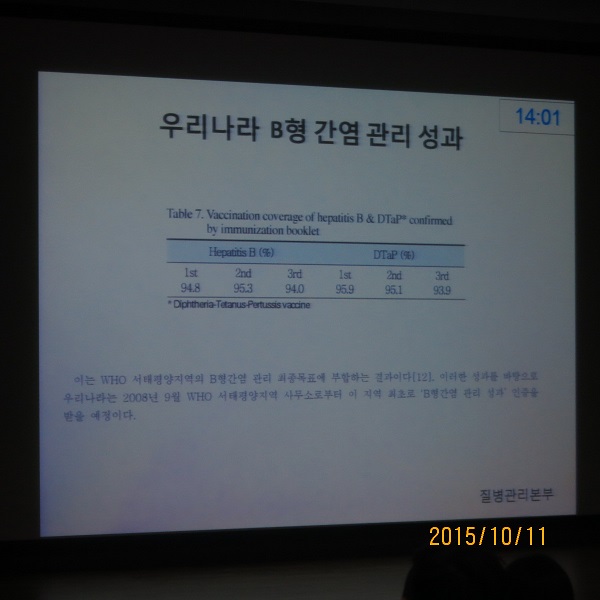 14:01
우리나라 B형 간염 관리 성과
Table 7. Vaccination coverage of hepatitis B & DTaP* confirmed
by immunization booklet
Hepatitis B (%) DTaP (%)
1st 2nd 3rd 1st 2nd 3rd
94.8 95.3 94.0 95.9 95.1 93.9
* Diphtheria-Tetanus-Pertussis vaccine
이는 WHO 서태평양지역의 B형간염 관리 최종목표에 부합하는 결과이다[12]. 이러한 성과를 바탕으로
우리나라는 2008년 9월 WHO 서태평양지역 사무소로부터 이 지역 최초로 'B형간염 관리 성과' 인증을
받을 예정이다.
질병관리본부
2015/10/11